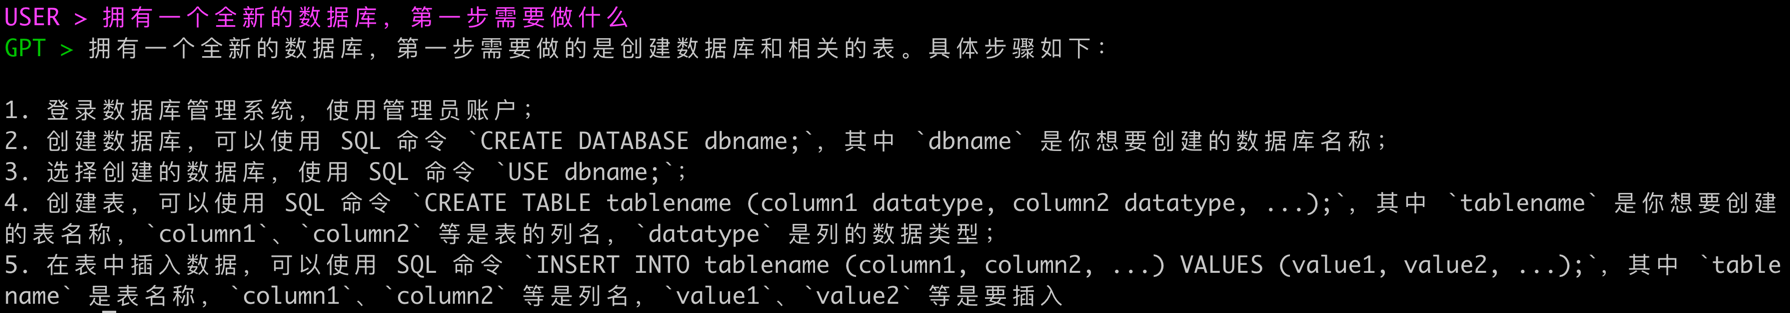 USER > 拥有一个全新的数据库，第一步需要做什么
GPT > 拥有一个全新的数据库，第一步需要做的是创建数据库和相关的表。具体步骤如下：
1. 登录数据库管理系统，使用管理员账户；
2. 创建数据库，可以使用 SQL 命令 `CREATE DATABASE dbname;`，其中 `dbname` 是你想要创建的数据库名称；
3. 选择创建的数据库，使用 SQL 命令 `USE dbname;`；
4. 创建表，可以使用 SQL 命令 `CREATE TABLE tablename (column1 datatype, column2 datatype, ...);`，其中 `tablename` 是你想要创建
的表名称，`column1`、`column2` 等是表的列名，`datatype` 是列的数据类型；
5. 在表中插入数据，可以使用 SQL 命令 `INSERT INTO tablename (column1, column2, ...) VALUES (value1, value2, ...);`，其中 `table
name` 是表名称，`column1`、`column2` 等是列名，`value1`、`value2` 等是要插入